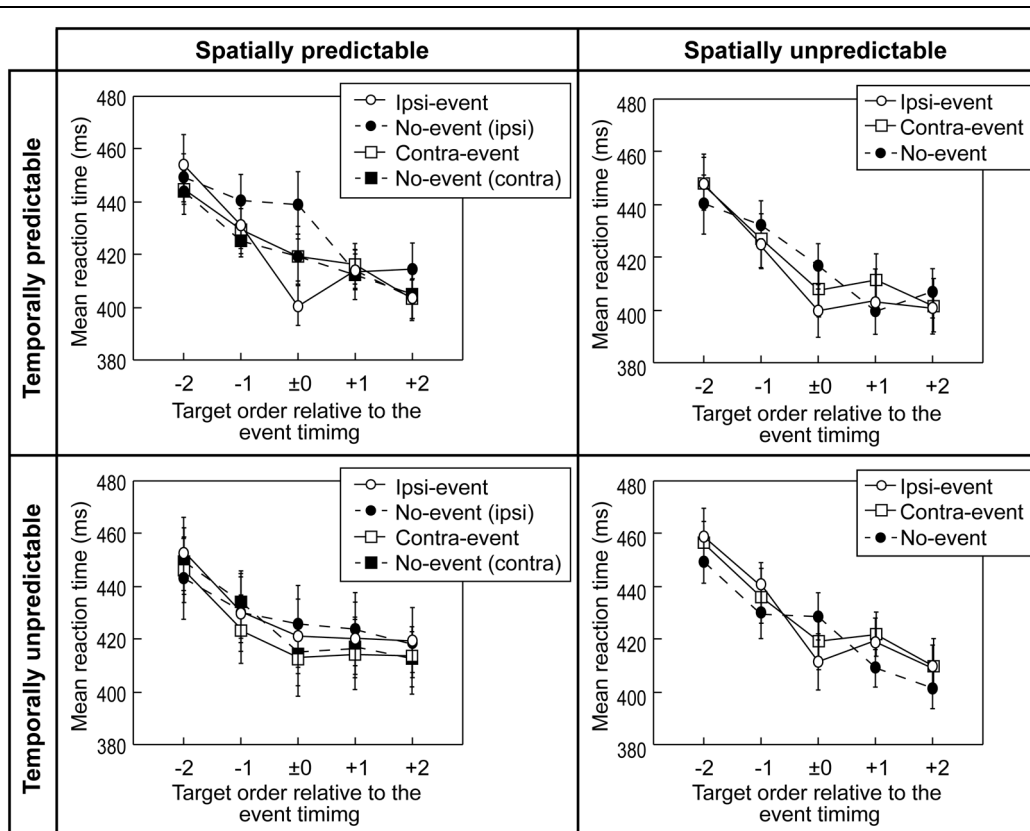 Spatially predictable
Spatially unpredictable
Temporally predictable
Mean reaction time (ms)
480
460
440
420
400
380
Ipsi-event
No-event (ipsi)
Contra-event
No-event (contra)
-2 -1 ±0 +1 +2
Target order relative to the
event timimg
Mean reaction time (ms)
480
460
440
420
400
380
Ipsi-event
Contra-event
No-event
-2 -1 ±0 +1 +2
Target order relative to the
event timimg
Temporally unpredictable
Mean reaction time (ms)
480
460
440
420
400
380
Ipsi-event
No-event (ipsi)
Contra-event
No-event (contra)
-2 -1 ±0 +1 +2
Target order relative to the
event timimg
Mean reaction time (ms)
480
460
440
420
400
380
Ipsi-event
Contra-event
No-event
-2 -1 ±0 +1 +2
Target order relative to the
event timimg